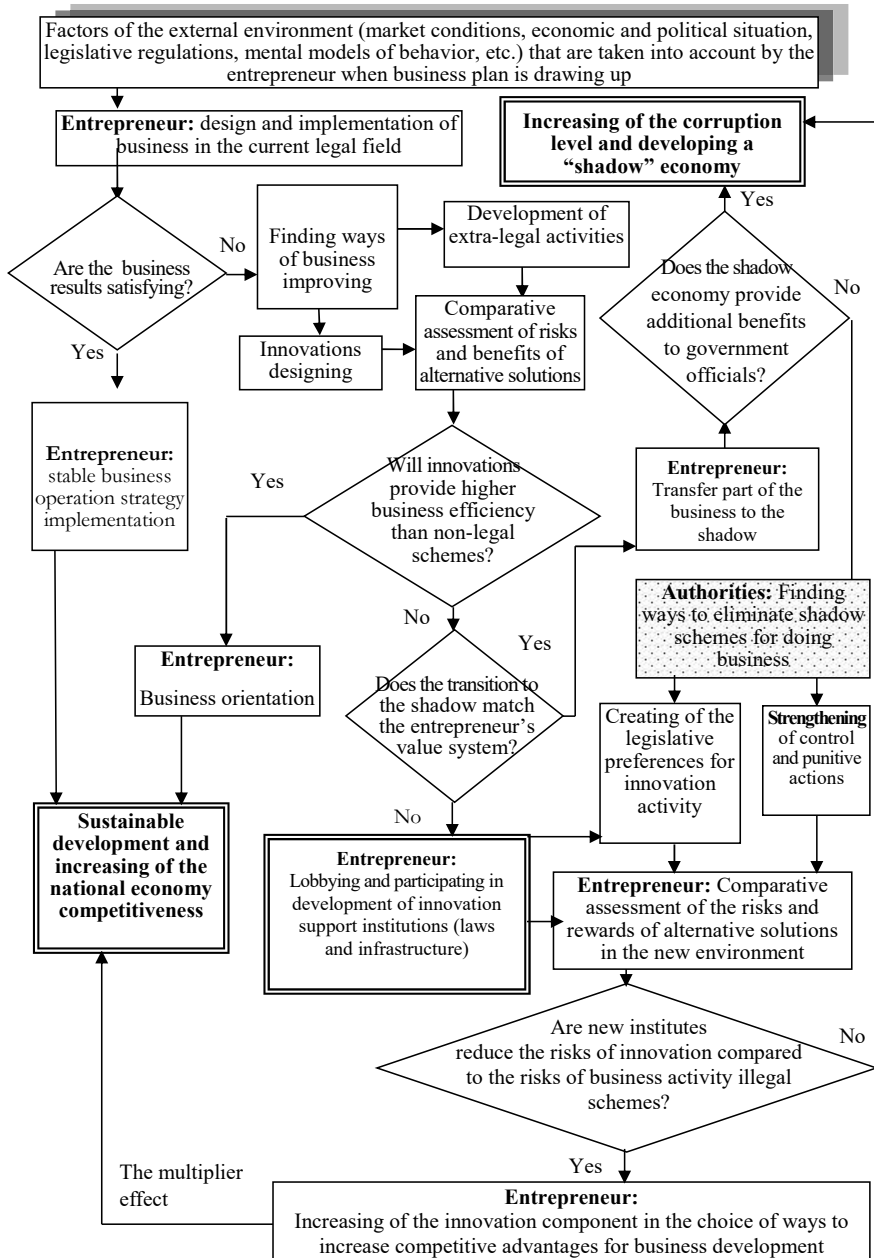 Factors of the external environment (market conditions, economic and political situation,
legislative regulations, mental models of behavior, etc.) that are taken into account by the
entrepreneur when business plan is drawing up
Entrepreneur: design and implementation of
business in the current legal field
Increasing of the corruption
level and developing a
“shadow” economy
Yes
No
Finding ways
of business
improving
Development of
extra-legal activities
Are the business
results satisfying?
Does the shadow
economy provide
additional benefits
to government
officials?
No
Yes
Innovations
designing
Comparative
assessment of risks
and benefits of
alternative solutions
Entrepreneur:
stable business
operation strategy
implementation
Yes
Will innovations
provide higher
business efficiency
than non-legal
schemes?
Entrepreneur:
Transfer part of the
business to the
shadow
No
Yes
Authorities: Finding
ways to eliminate shadow
schemes for doing
business
Entrepreneur:
Business orientation
Does the transition to
the shadow match
the entrepreneur’s
value system?
Creating of the
legislative
preferences for
innovation
activity
Strengthening
of control
and punitive
actions
No
Sustainable
development and
increasing of the
national economy
competitiveness
Entrepreneur:
Lobbying and participating in
development of innovation
support institutions (laws
and infrastructure)
Entrepreneur: Comparative
assessment of the risks and
rewards of alternative solutions
in the new environment
Are new institutes
reduce the risks of innovation compared
to the risks of business activity illegal
schemes?
No
Yes
The multiplier
effect
Entrepreneur:
Increasing of the innovation component in the choice of ways to
increase competitive advantages for business development